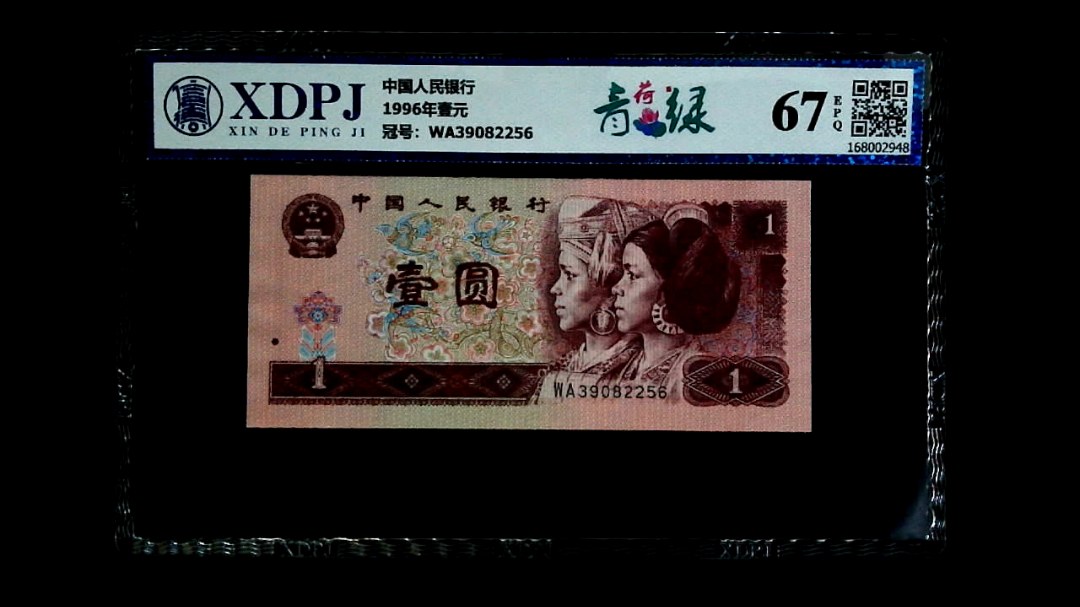 XDPJ
XIN DE PING JI
中国人民银行
1996年壹元
冠号：WA39082256
青荷绿
67
EPQ
168002948
中国人民银行
1
壹圆
1
WA39082256
1
XDPJ
XDPJ